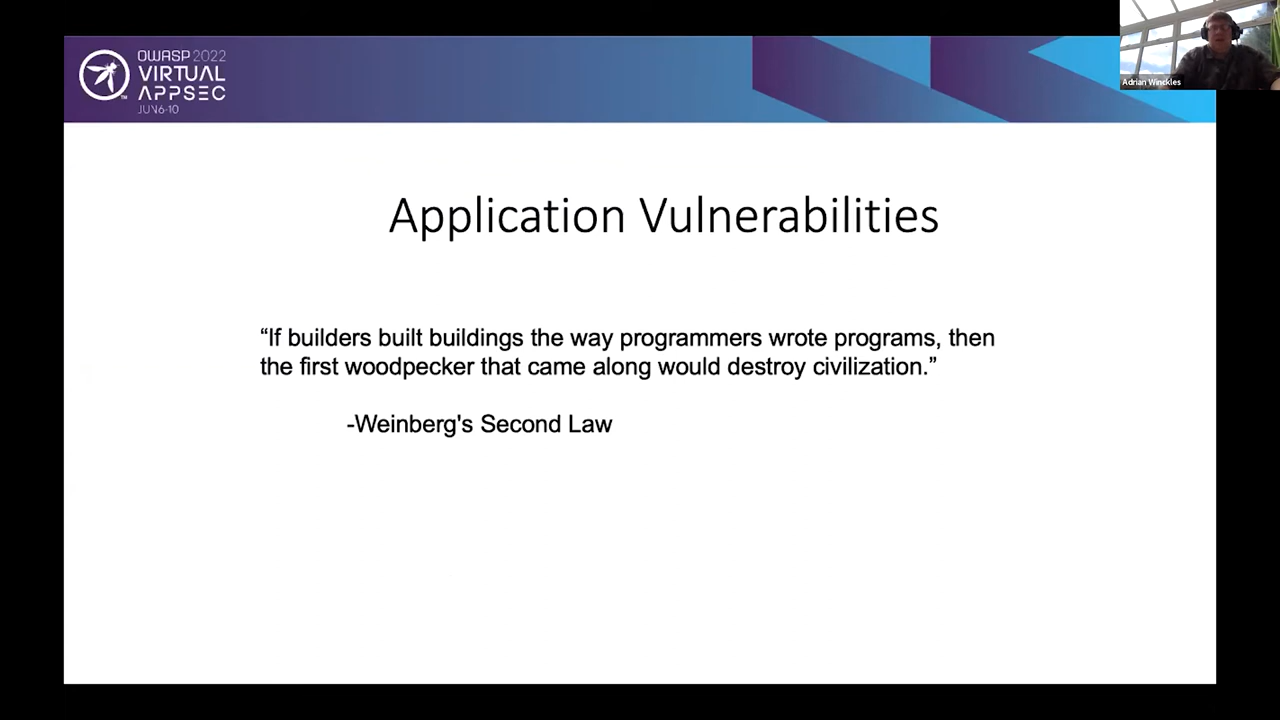 OWASP 2022
VIRTUAL
APPSEC
JUN 6-10
TM
Adrian Winckles
Application Vulnerabilities
“If builders built buildings the way programmers wrote programs, then
the first woodpecker that came along would destroy civilization.”
-Weinberg's Second Law